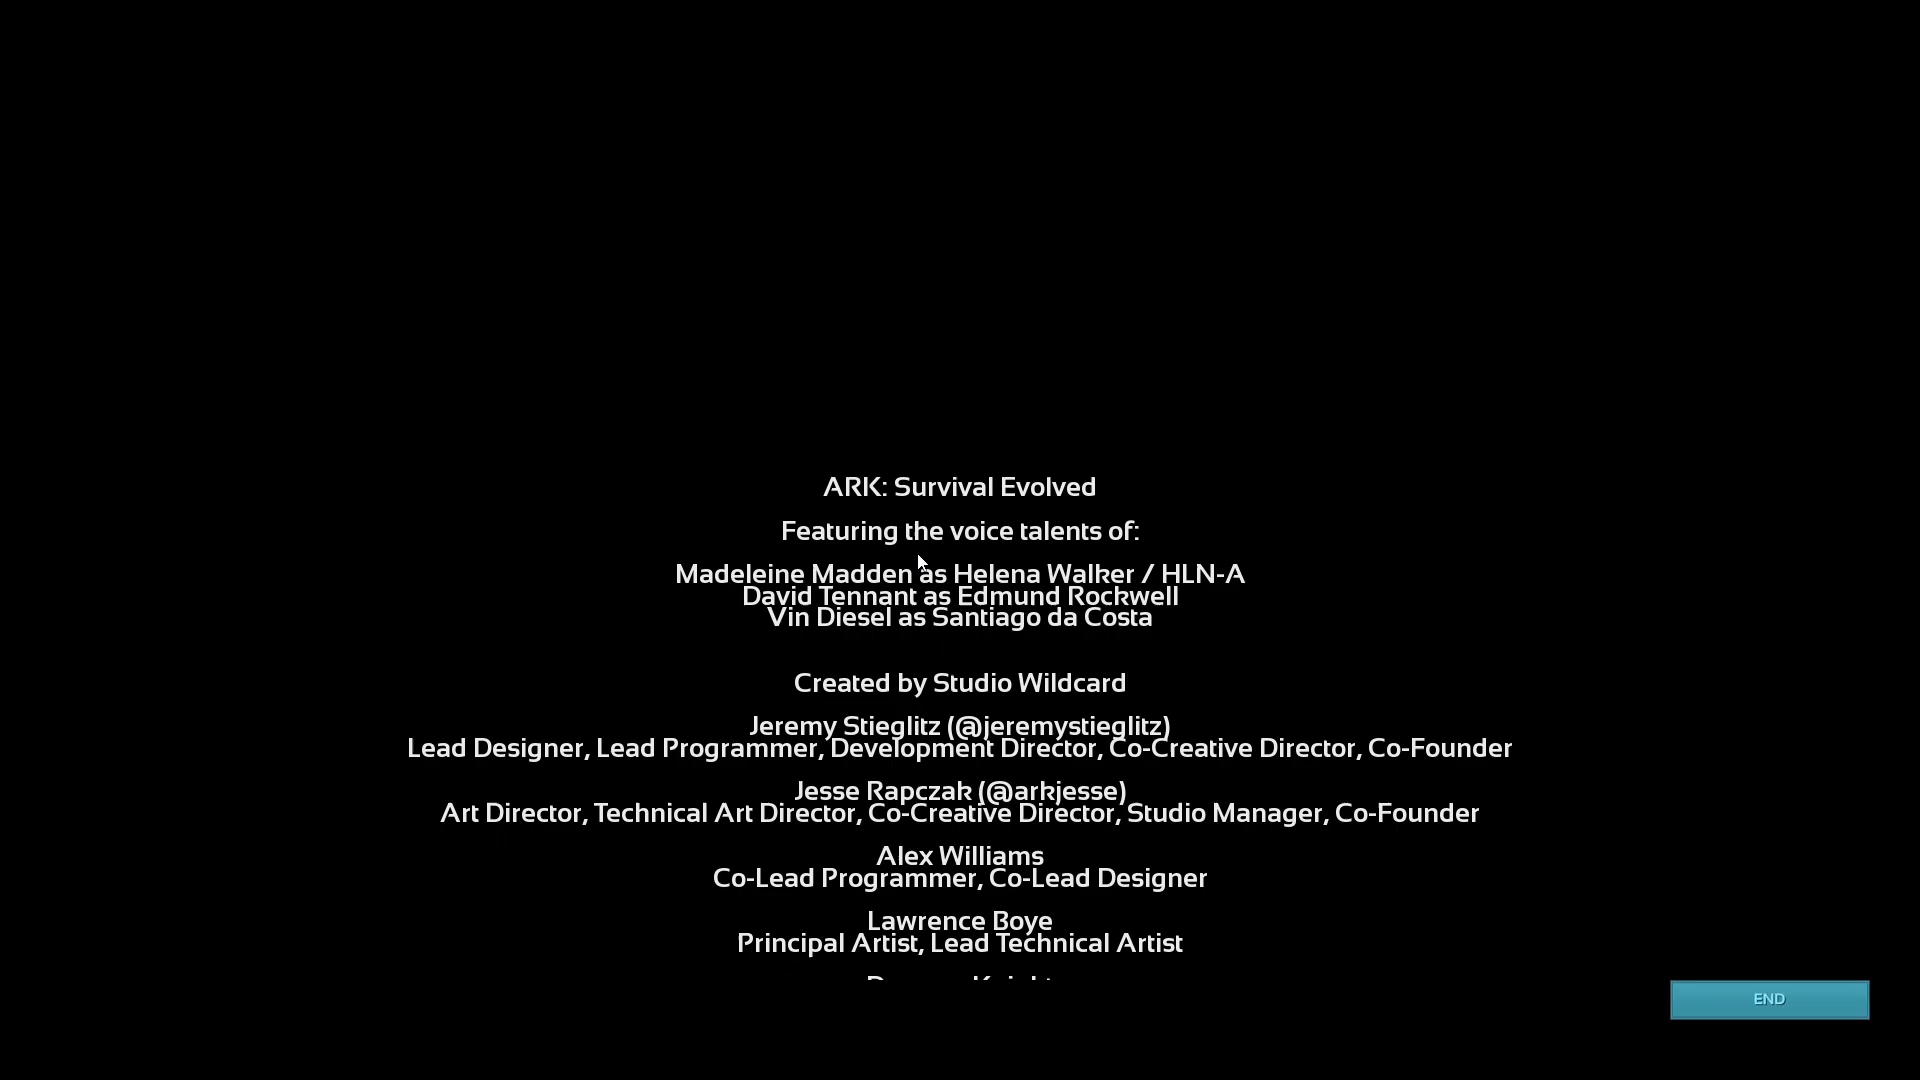 ARK: Survival Evolved
Featuring the voice talents of:
Madeleine Madden as Helena Walker / HLN-A
David Tennant as Edmund Rockwell
Vin Diesel as Santiago da Costa
Created by Studio Wildcard
Jeremy Stieglitz (@jeremystieglitz)
Lead Designer, Lead Programmer, Development Director, Co-Creative Director, Co-Founder
Jesse Rapczak (@arkjesse)
Art Director, Technical Art Director, Co-Creative Director, Studio Manager, Co-Founder
Alex Williams
Co-Lead Programmer, Co-Lead Designer
Lawrence Boye
Principal Artist, Lead Technical Artist
END